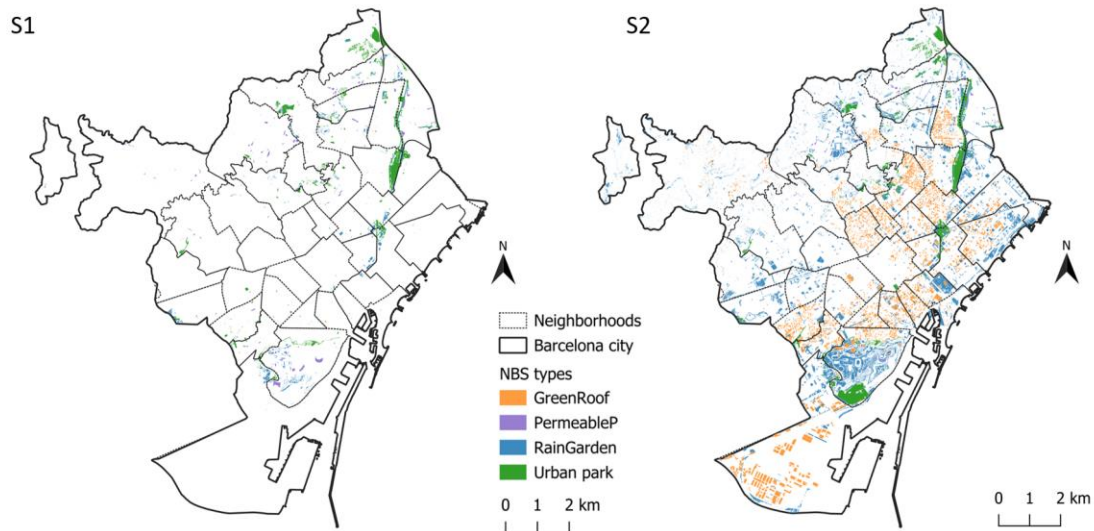 S1
S2
N
N
Neighborhoods
Barcelona city
NBS types
GreenRoof
PermeableP
RainGarden
Urban park
0 1 2 km
0 1 2 km